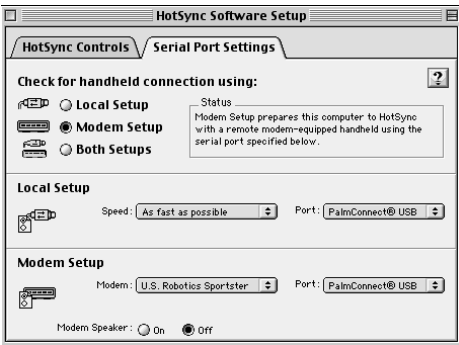 HotSync Software Setup
HotSync Controls Serial Port Settings
Check for handheld connection using:
?
Local Setup
Modem Setup
Both Setups
Status
Modem Setup prepares this computer to HotSync
with a remote modem-equipped handheld using the
serial port specified below.
Local Setup
Speed: As fast as possible Port: PalmConnect® USB
Modem Setup
Modem: U.S. Robotics Sportster Port: PalmConnect® USB
Modem Speaker: On Off